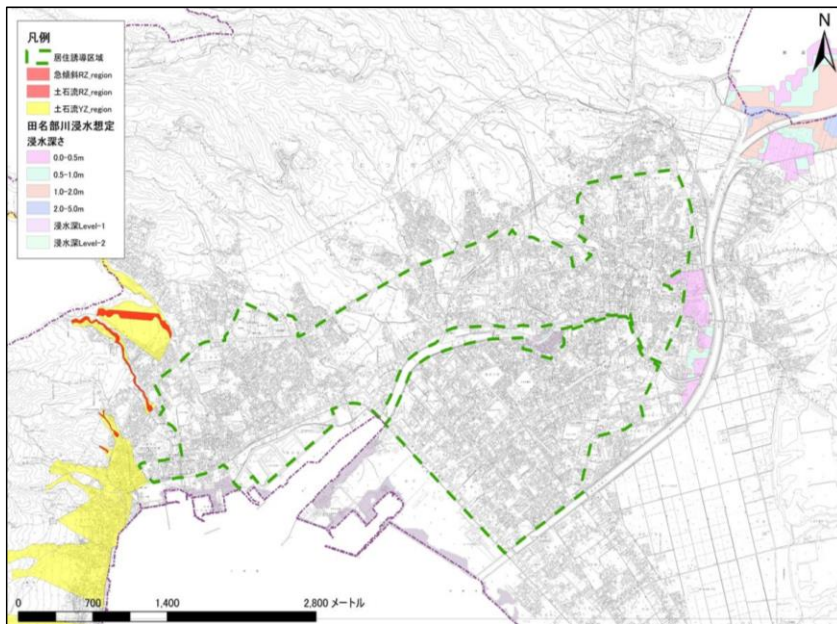 凡例
居住誘導区域
急傾斜RZ_region
土石流RZ_region
土石流YZ_region
田名部川浸水想定
浸水深さ
0.0-0.5m
0.5-1.0m
1.0-2.0m
2.0-5.0m
浸水深Level-1
浸水深Level-2
N
0 700 1,400 2,800 メートル